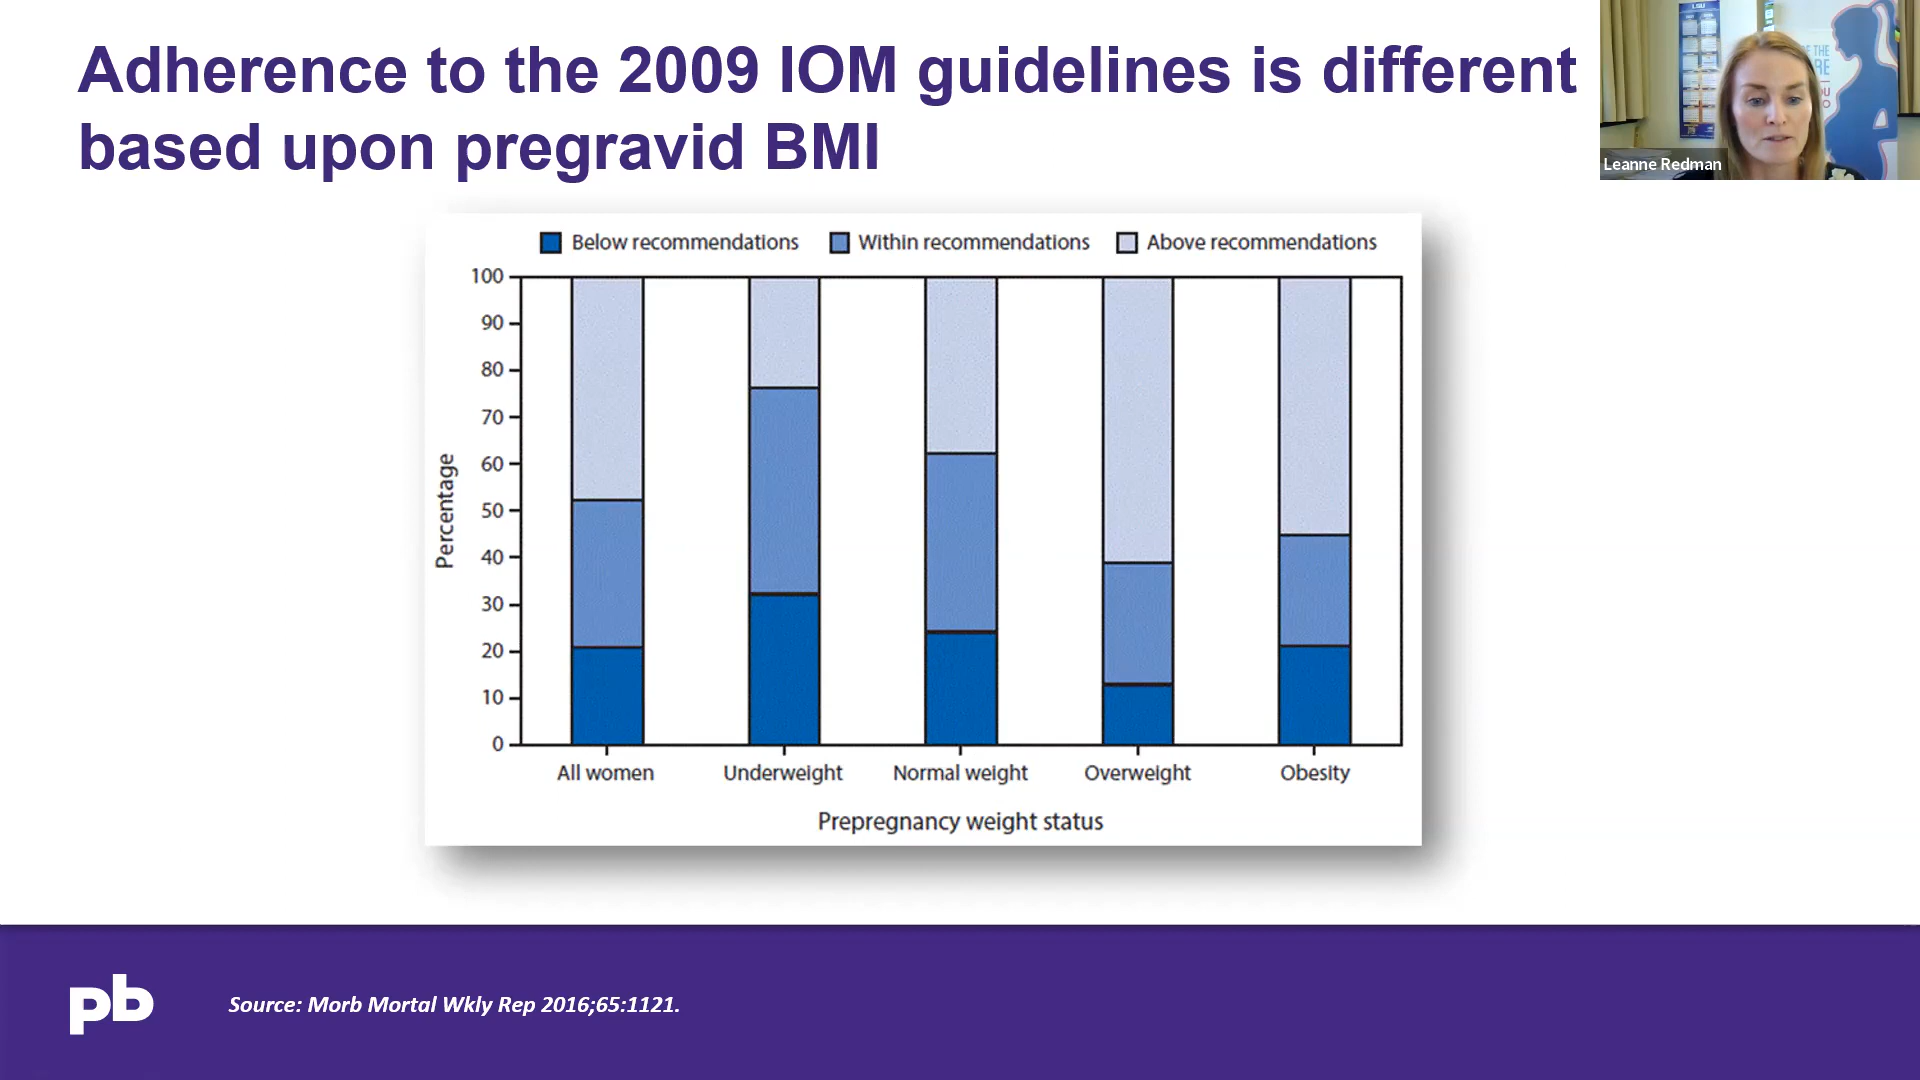 Adherence to the 2009 IOM guidelines is different
based upon pregravid BMI
LSU
Leanne Redman
Below recommendations
Within recommendations
Above recommendations
100
90
80
70
60
50
40
30
20
10
0
Percentage
All women
Underweight
Normal weight
Overweight
Obesity
Prepregnancy weight status
pb
Source: Morb Mortal Wkly Rep 2016;65:1121.